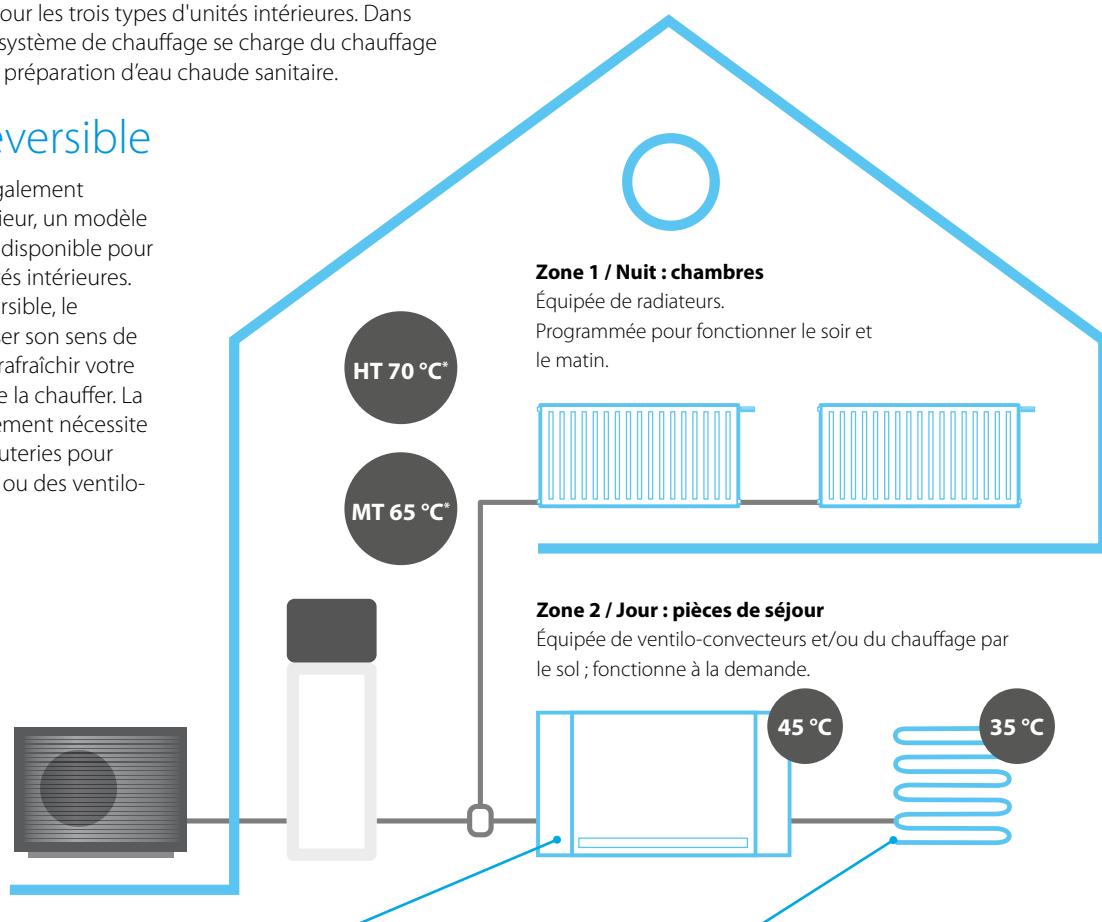 our les trois types d'unités intérieures. Dans
système de chauffage se charge du chauffage
préparation d’eau chaude sanitaire.
versible
galement
ieur, un modèle
disponible pour
tés intérieures.
rsible, le
ser son sens de
rafraîchir votre
e la chauffer. La
ement nécessite
uteries pour
ou des ventilo-
HT 70 °C*
MT 65 °C*
Zone 1 / Nuit : chambres
Équipée de radiateurs.
Programmée pour fonctionner le soir et
le matin.
Zone 2 / Jour : pièces de séjour
Équipée de ventilo-convecteurs et/ou du chauffage par
le sol ; fonctionne à la demande.
45 °C
35 °C